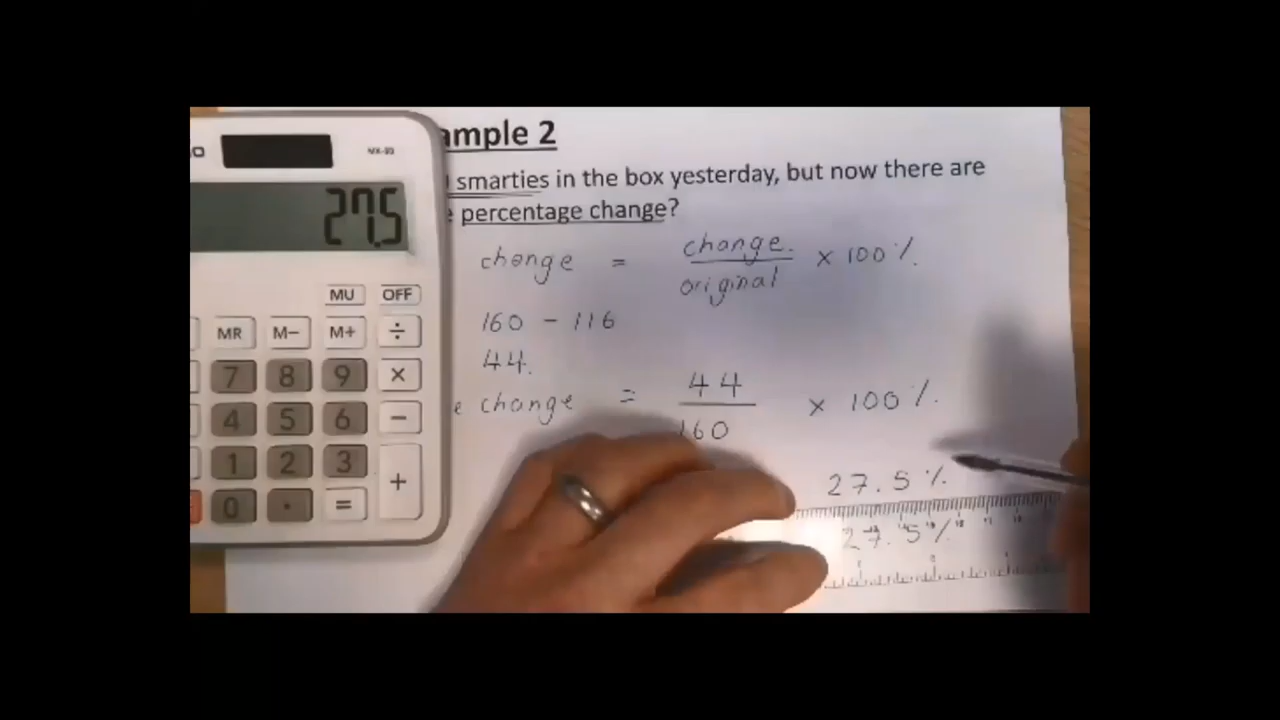 ample 2
smarties in the box yesterday, but now there are
percentage change?
change = change. × 100 %.
original
160 - 116
44.
e change = 44 × 100 %.
160
27.5 %
27.5 %
MX-
27.5
MU OFF
MR M- M+ ÷
7 8 9 ×
4 5 6 -
1 2 3 +
0 . =